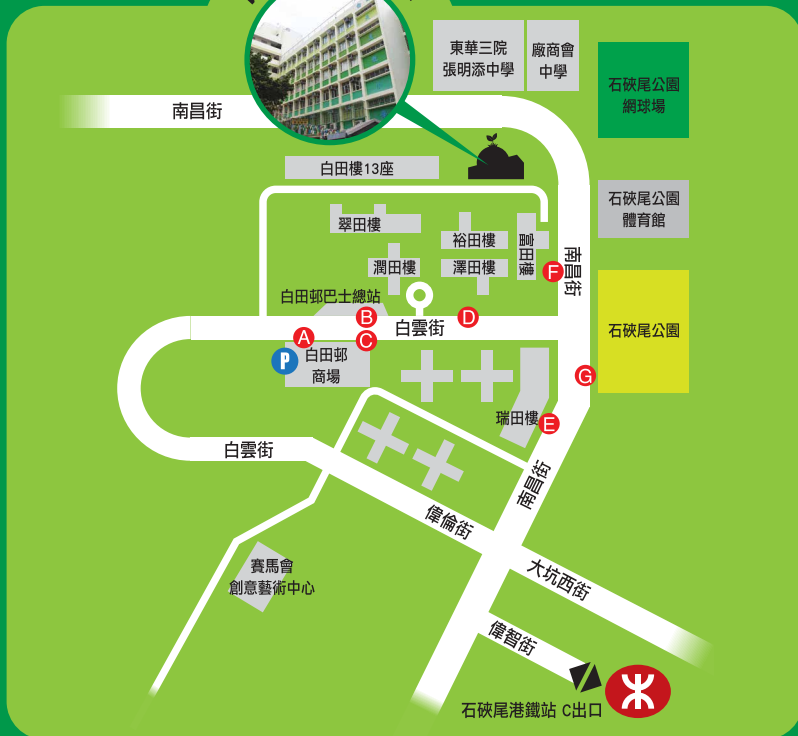 東華三院
張明添中學
廠商會
中學
石硤尾公園
網球場
南昌街
白田樓13座
石硤尾公園
體育館
翠田樓
裕田樓
富田樓
南昌街
潤田樓
澤田樓
F
白田邨巴士總站
B
D
白雲街
石硤尾公園
A
C
P
白田邨
商場
G
瑞田樓
E
白雲街
南昌街
偉倫街
賽馬會
創意藝術中心
大坑西街
偉智街
石硤尾港鐵站 C出口